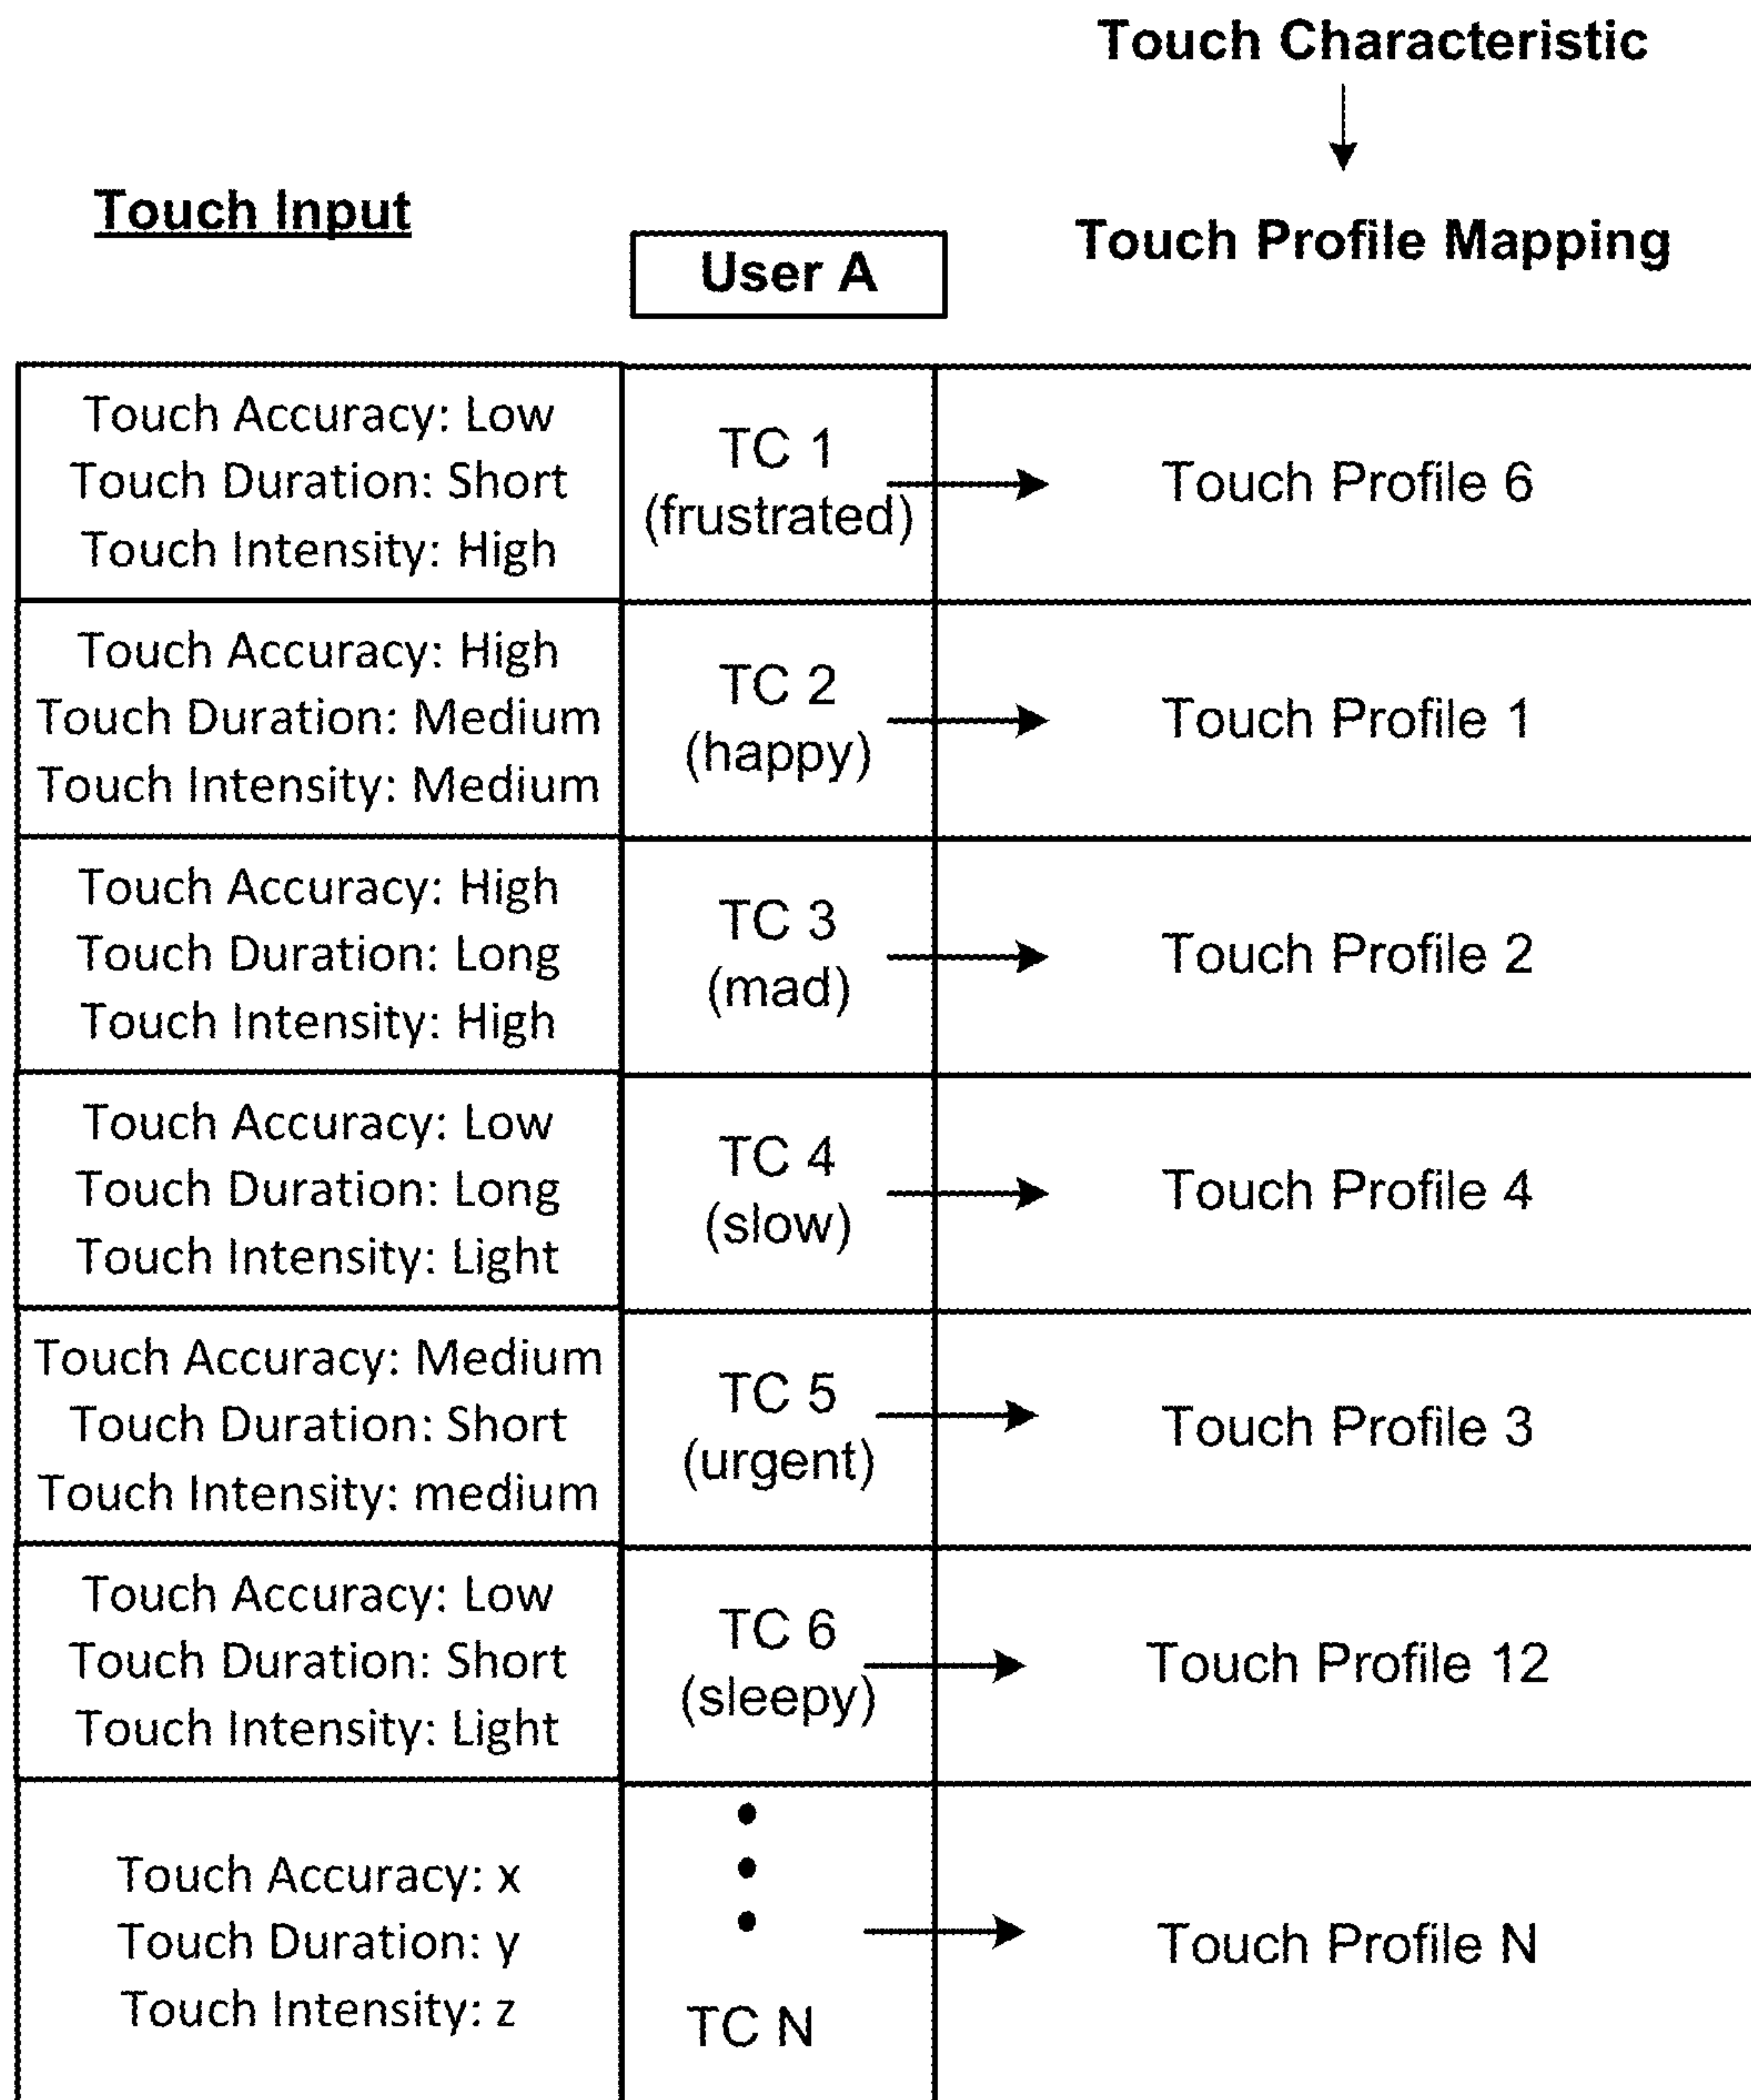 Touch Characteristic
Touch Input
User A
Touch Profile Mapping
Touch Accuracy: Low
Touch Duration: Short
Touch Intensity: High
TC 1
(frustrated)
Touch Profile 6
Touch Accuracy: High
Touch Duration: Medium
Touch Intensity: Medium
TC 2
(happy)
Touch Profile 1
Touch Accuracy: High
Touch Duration: Long
Touch Intensity: High
TC 3
(mad)
Touch Profile 2
Touch Accuracy: Low
Touch Duration: Long
Touch Intensity: Light
TC 4
(slow)
Touch Profile 4
Touch Accuracy: Medium
Touch Duration: Short
Touch Intensity: medium
TC 5
(urgent)
Touch Profile 3
Touch Accuracy: Low
Touch Duration: Short
Touch Intensity: Light
TC 6
(sleepy)
Touch Profile 12
Touch Accuracy: x
Touch Duration: y
Touch Intensity: z
TC N
Touch Profile N